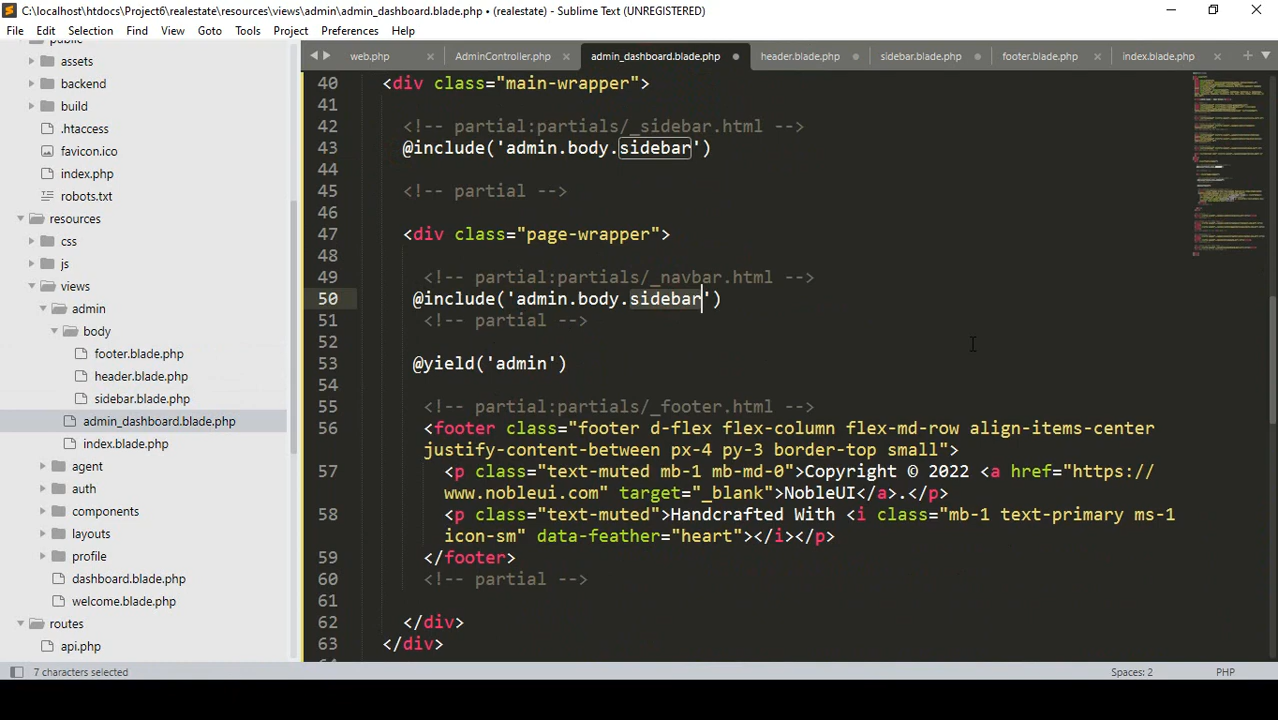 C:\localhost\htdocs\Project6\realestate\resources\views\admin\admin_dashboard.blade.php • (realestate) - Sublime Text (UNREGISTERED)
File Edit Selection Find View Goto Tools Project Preferences Help
public
assets
backend
build
.htaccess
favicon.ico
index.php
robots.txt
resources
css
js
views
admin
body
footer.blade.php
header.blade.php
sidebar.blade.php
admin_dashboard.blade.php
index.blade.php
agent
auth
components
layouts
profile
dashboard.blade.php
welcome.blade.php
routes
api.php
web.php AdminController.php admin_dashboard.blade.php header.blade.php sidebar.blade.php footer.blade.php index.blade.php
40 <div class="main-wrapper">
41
42 <!-- partial:partials/_sidebar.html -->
43 @include('admin.body.sidebar')
44
45 <!-- partial -->
46
47 <div class="page-wrapper">
48
49 <!-- partial:partials/_navbar.html -->
50 @include('admin.body.sidebar')
51 <!-- partial -->
52
53 @yield('admin')
54
55 <!-- partial:partials/_footer.html -->
56 <footer class="footer d-flex flex-column flex-md-row align-items-center
justify-content-between px-4 py-3 border-top small">
57 <p class="text-muted mb-1 mb-md-0">Copyright © 2022 <a href="https://
www.nobleui.com" target="_blank">NobleUI</a>.</p>
58 <p class="text-muted">Handcrafted With <i class="mb-1 text-primary ms-1
icon-sm" data-feather="heart"></i></p>
59 </footer>
60 <!-- partial -->
61
62 </div>
63 </div>
7 characters selected Spaces: 2 PHP